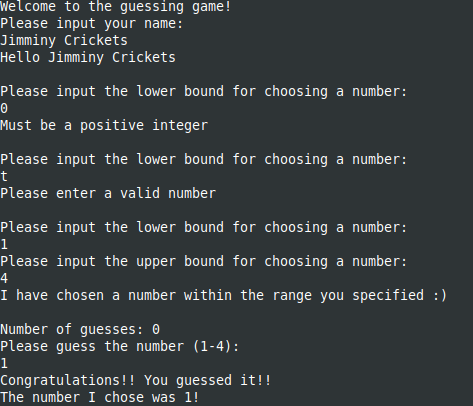 Welcome to the guessing game!
Please input your name:
Jimminy Crickets
Hello Jimminy Crickets

Please input the lower bound for choosing a number:
0
Must be a positive integer

Please input the lower bound for choosing a number:
t
Please enter a valid number

Please input the lower bound for choosing a number:
1
Please input the upper bound for choosing a number:
4
I have chosen a number within the range you specified :)

Number of guesses: 0
Please guess the number (1-4):
1
Congratulations!! You guessed it!!
The number I chose was 1!